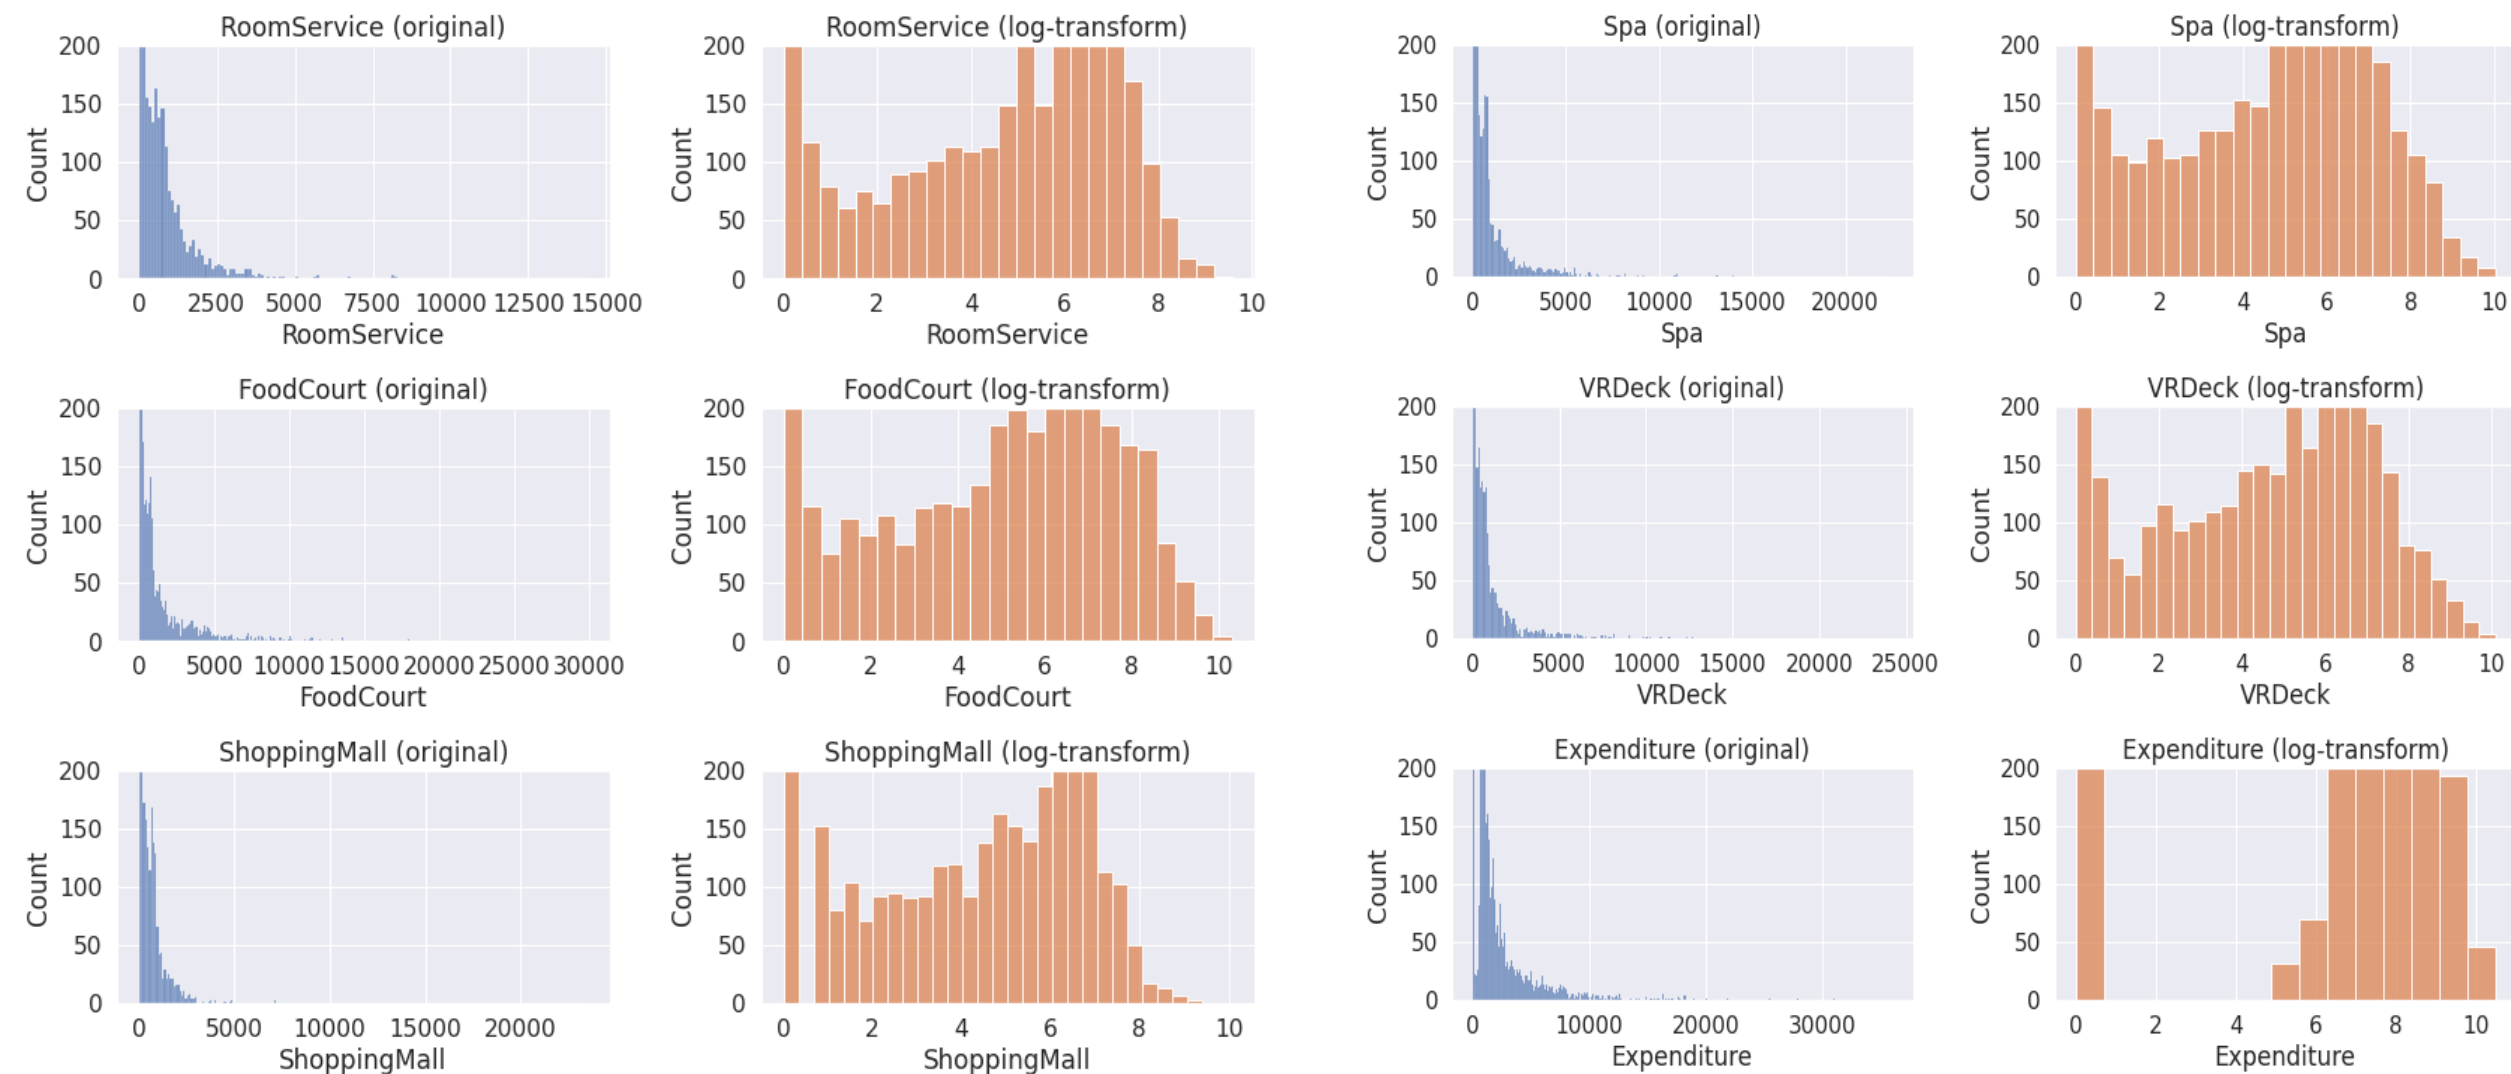 RoomService (original)
200
150
100
50
0
Count
0 2500 5000 7500 10000 12500 15000
RoomService
RoomService (log-transform)
200
150
100
50
0
Count
0 2 4 6 8 10
RoomService
Spa (original)
200
150
100
50
0
Count
0 5000 10000 15000 20000
Spa
Spa (log-transform)
200
150
100
50
0
Count
0 2 4 6 8 10
Spa
FoodCourt (original)
200
150
100
50
0
Count
0 5000 10000 15000 20000 25000 30000
FoodCourt
FoodCourt (log-transform)
200
150
100
50
0
Count
0 2 4 6 8 10
FoodCourt
VRDeck (original)
200
150
100
50
0
Count
0 5000 10000 15000 20000 25000
VRDeck
VRDeck (log-transform)
200
150
100
50
0
Count
0 2 4 6 8 10
VRDeck
ShoppingMall (original)
200
150
100
50
0
Count
0 5000 10000 15000 20000
ShoppingMall
ShoppingMall (log-transform)
200
150
100
50
0
Count
0 2 4 6 8 10
ShoppingMall
Expenditure (original)
200
150
100
50
0
Count
0 10000 20000 30000
Expenditure
Expenditure (log-transform)
200
150
100
50
0
Count
0 2 4 6 8 10
Expenditure